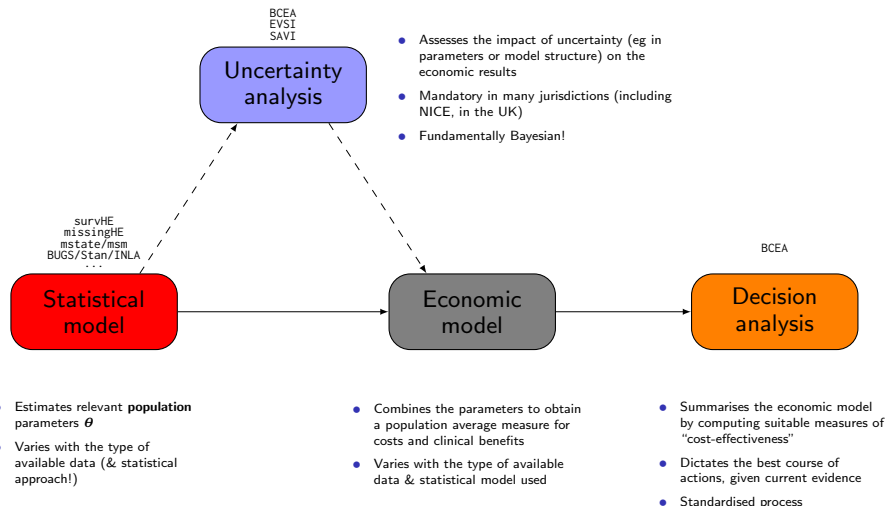 BCEA
EVSI
SAVI
Uncertainty
analysis
• Assesses the impact of uncertainty (eg in
parameters or model structure) on the
economic results
• Mandatory in many jurisdictions (including
NICE, in the UK)
• Fundamentally Bayesian!
survHE
missingHE
mstate/msm
BUGS/Stan/INLA
...
Statistical
model
Economic
model
BCEA
Decision
analysis
• Estimates relevant population
parameters θ
• Varies with the type of
available data (& statistical
approach!)
• Combines the parameters to obtain
a population average measure for
costs and clinical benefits
• Varies with the type of available
data & statistical model used
• Summarises the economic model
by computing suitable measures of
“cost-effectiveness”
• Dictates the best course of
actions, given current evidence
• Standardised process